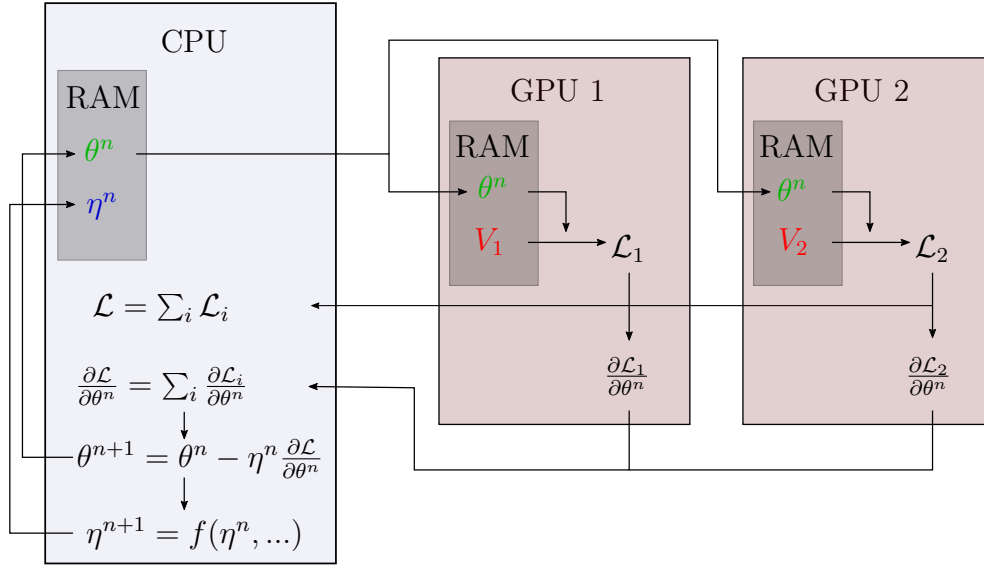 CPU
RAM
θⁿ
ηⁿ
ℒ = ∑ᵢ ℒᵢ
∂ℒ/∂θⁿ = ∑ᵢ ∂ℒᵢ/∂θⁿ
θⁿ⁺¹ = θⁿ − ηⁿ ∂ℒ/∂θⁿ
ηⁿ⁺¹ = f(ηⁿ, ...)
GPU 1
RAM
θⁿ
V₁
ℒ₁
∂ℒ₁/∂θⁿ
GPU 2
RAM
θⁿ
V₂
ℒ₂
∂ℒ₂/∂θⁿ